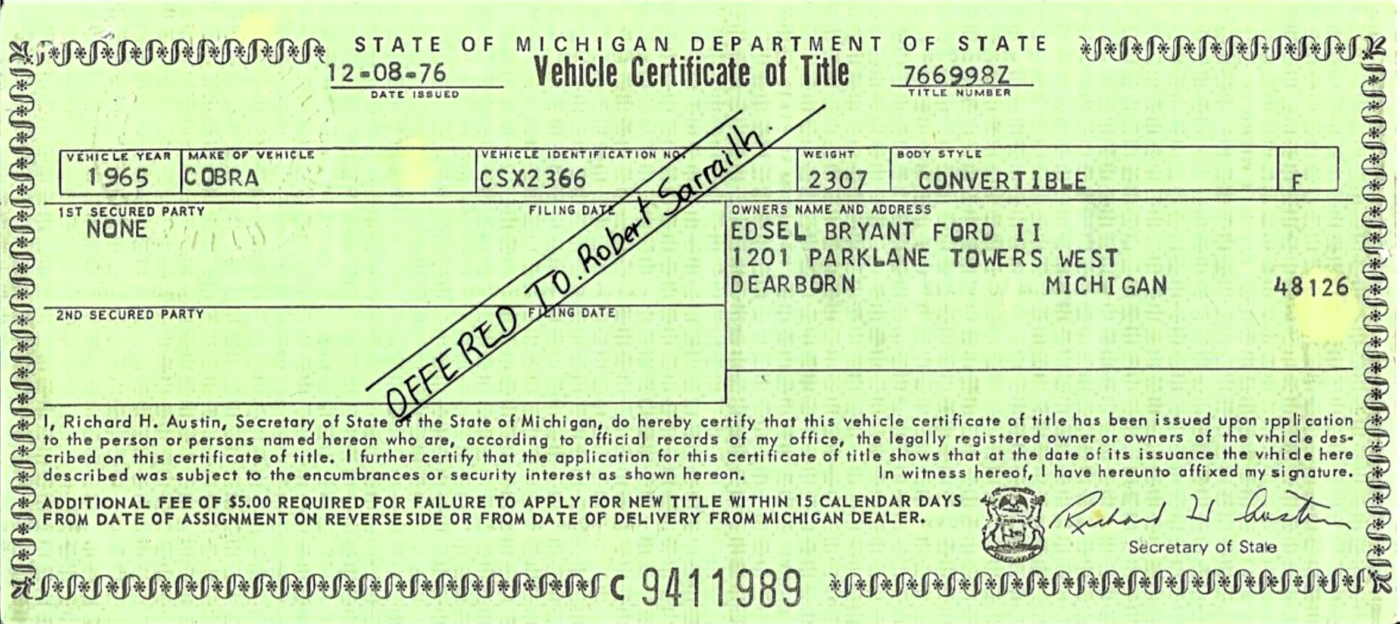 STATE OF MICHIGAN DEPARTMENT OF STATE
12-08-76 Vehicle Certificate of Title 766998Z
DATE ISSUED TITLE NUMBER
VEHICLE YEAR MAKE OF VEHICLE VEHICLE IDENTIFICATION NO. WEIGHT BODY STYLE
1965 COBRA CSX2366 2307 CONVERTIBLE F
1ST SECURED PARTY FILING DATE OWNERS NAME AND ADDRESS
NONE
EDSEL BRYANT FORD II
1201 PARKLANE TOWERS WEST
DEARBORN MICHIGAN 48126
2ND SECURED PARTY FILING DATE
OFFERED TO. Robert Sarrailh.
I, Richard H. Austin, Secretary of State of the State of Michigan, do hereby certify that this vehicle certificate of title has been issued upon application
to the person or persons named hereon who are, according to official records of my office, the legally registered owner or owners of the vehicle des-
cribed on this certificate of title. I further certify that the application for this certificate of title shows that at the date of its issuance the vehicle here
described was subject to the encumbrances or security interest as shown hereon. In witness hereof, I have hereunto affixed my signature.
ADDITIONAL FEE OF $5.00 REQUIRED FOR FAILURE TO APPLY FOR NEW TITLE WITHIN 15 CALENDAR DAYS
FROM DATE OF ASSIGNMENT ON REVERSE SIDE OR FROM DATE OF DELIVERY FROM MICHIGAN DEALER.
Richard H Austin
Secretary of State
C 9411989